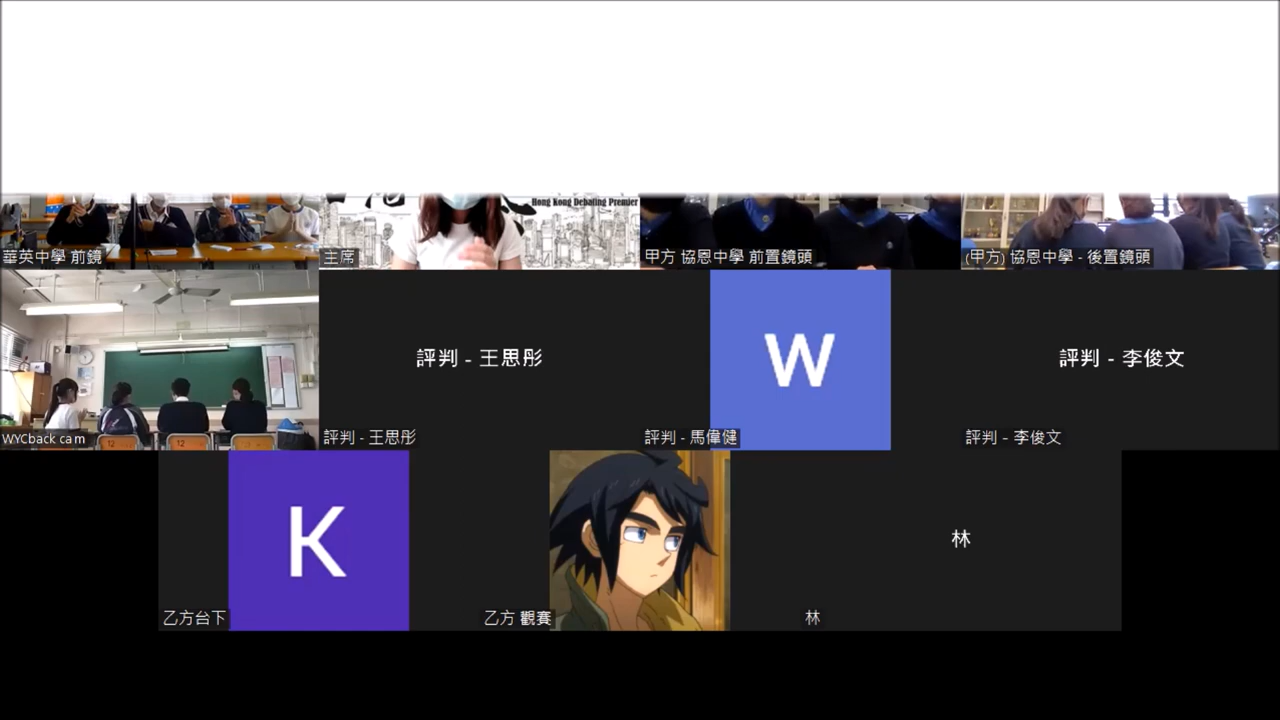 Hong Kong Debating Premier
華英中學 前鏡
主席
甲方 協恩中學 前置鏡頭
(甲方) 協恩中學 - 後置鏡頭
WYCback cam
評判 - 王思彤
評判 - 王思彤
W
評判 - 馬偉健
評判 - 李俊文
評判 - 李俊文
K
乙方台下
乙方 觀賽
林
林
12
12